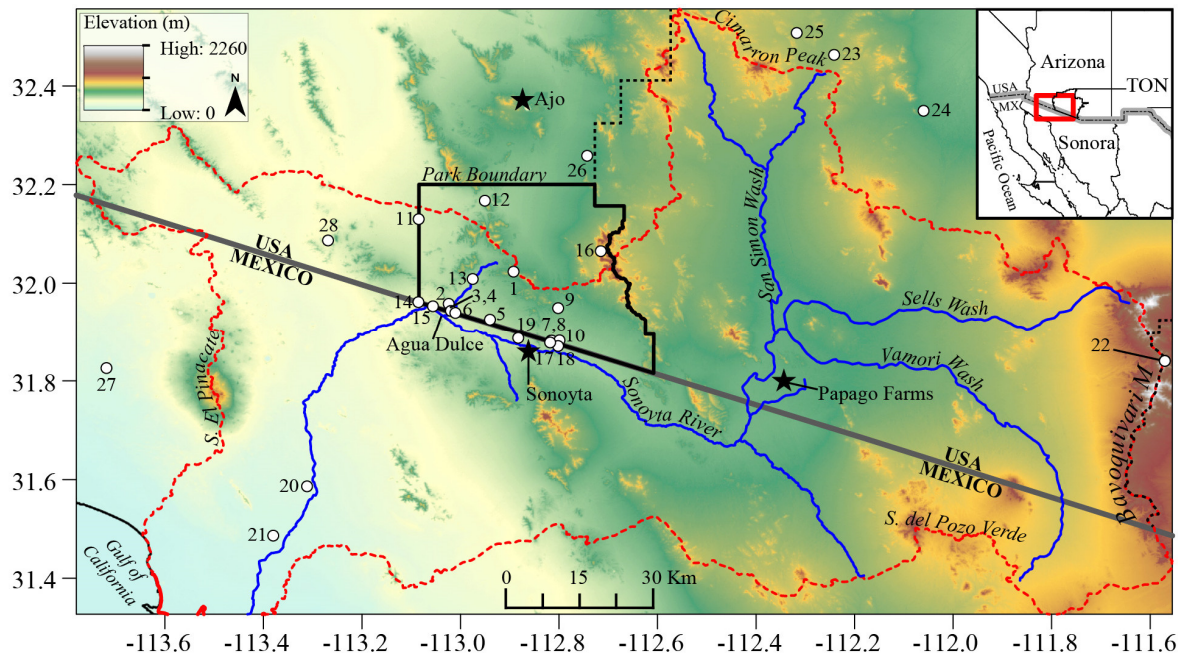 Elevation (m)
High: 2260
Low: 0
N
Cimarron Peak
25
23
24
Ajo
26
Park Boundary
12
11
28
16
USA
MEXICO
San Simon Wash
13
1
14
2
3,4
15
6
5
9
7,8
19
10
17
18
Agua Dulce
Sonoyta
Sells Wash
Vamori Wash
22
Papago Farms
27
S. El Pinacate
Sonoyta River
USA
MEXICO
Bavoquivari M.
20
21
S. del Pozo Verde
Gulf of
California
0 15 30 Km
Arizona
USA
MX
TON
Sonora
Pacific Ocean
32.4
32.2
32.0
31.8
31.6
31.4
-113.6 -113.4 -113.2 -113.0 -112.8 -112.6 -112.4 -112.2 -112.0 -111.8 -111.6